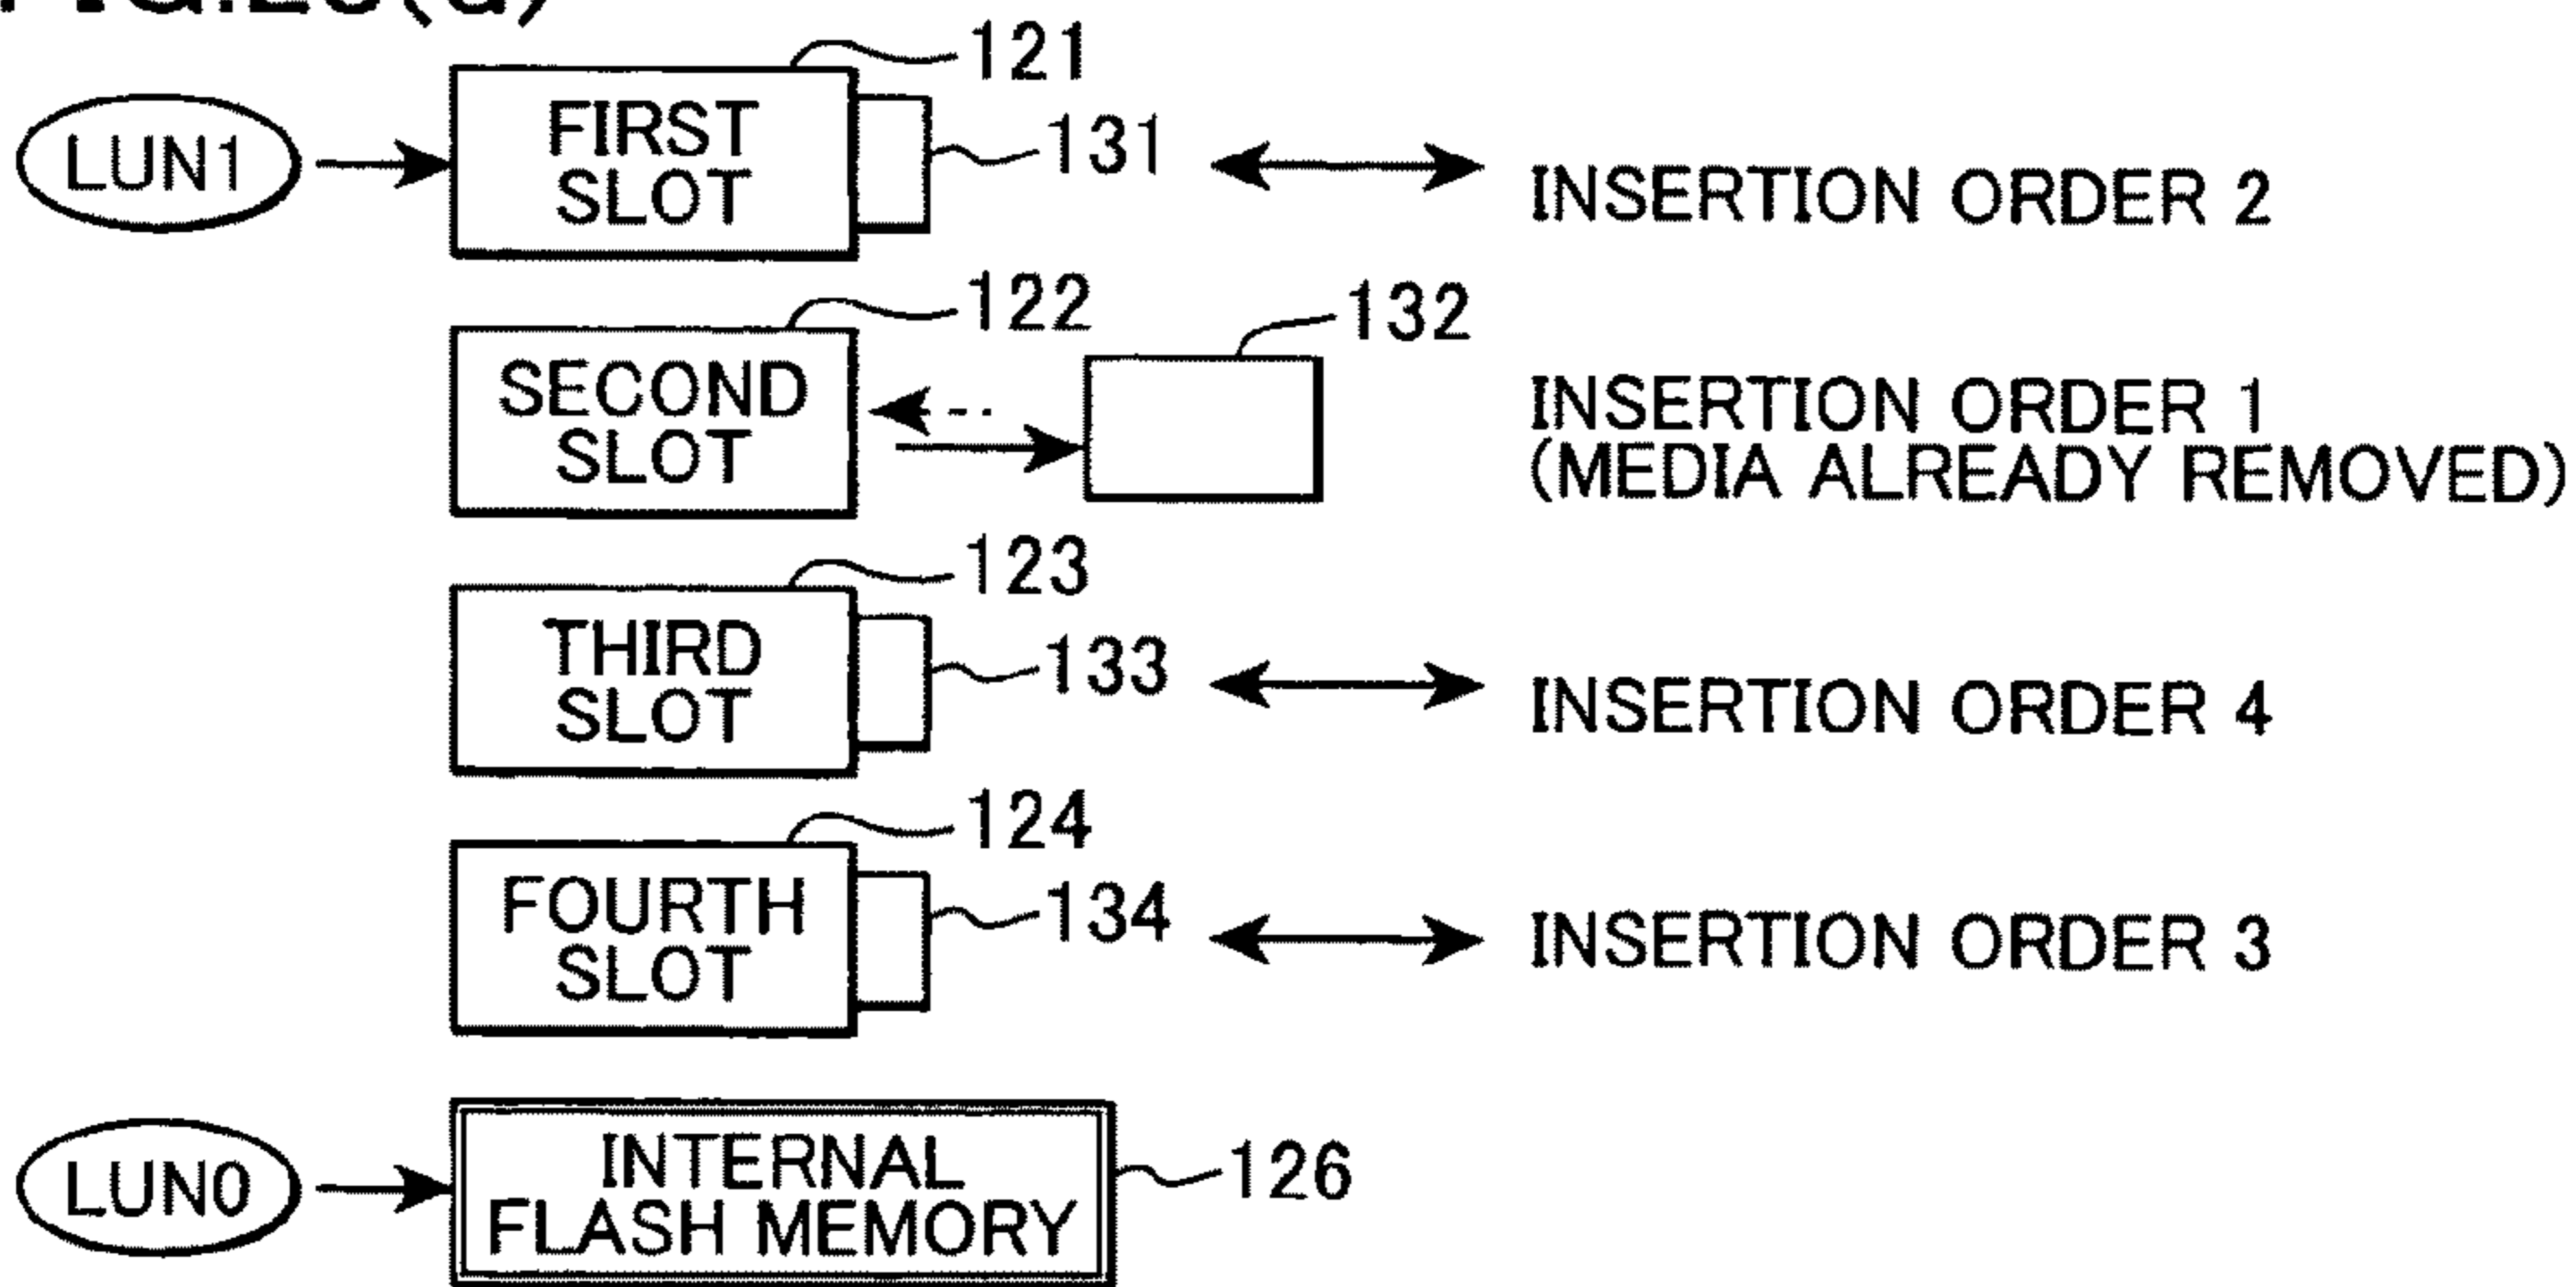 121
LUN1
FIRST
SLOT
131
INSERTION ORDER 2
122
132
SECOND
SLOT
INSERTION ORDER 1
(MEDIA ALREADY REMOVED)
123
THIRD
SLOT
133
INSERTION ORDER 4
124
FOURTH
SLOT
134
INSERTION ORDER 3
LUN0
INTERNAL
FLASH MEMORY
126